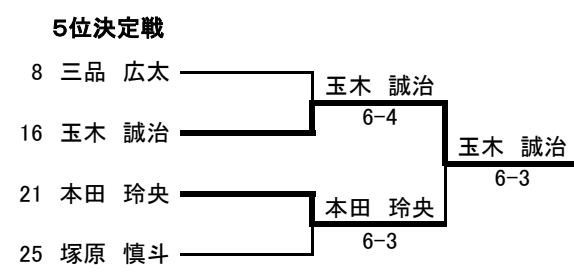 5位決定戦
8 三品 広太
玉木 誠治
6-4
16 玉木 誠治
玉木 誠治
6-3
21 本田 玲央
本田 玲央
6-3
25 塚原 慎斗